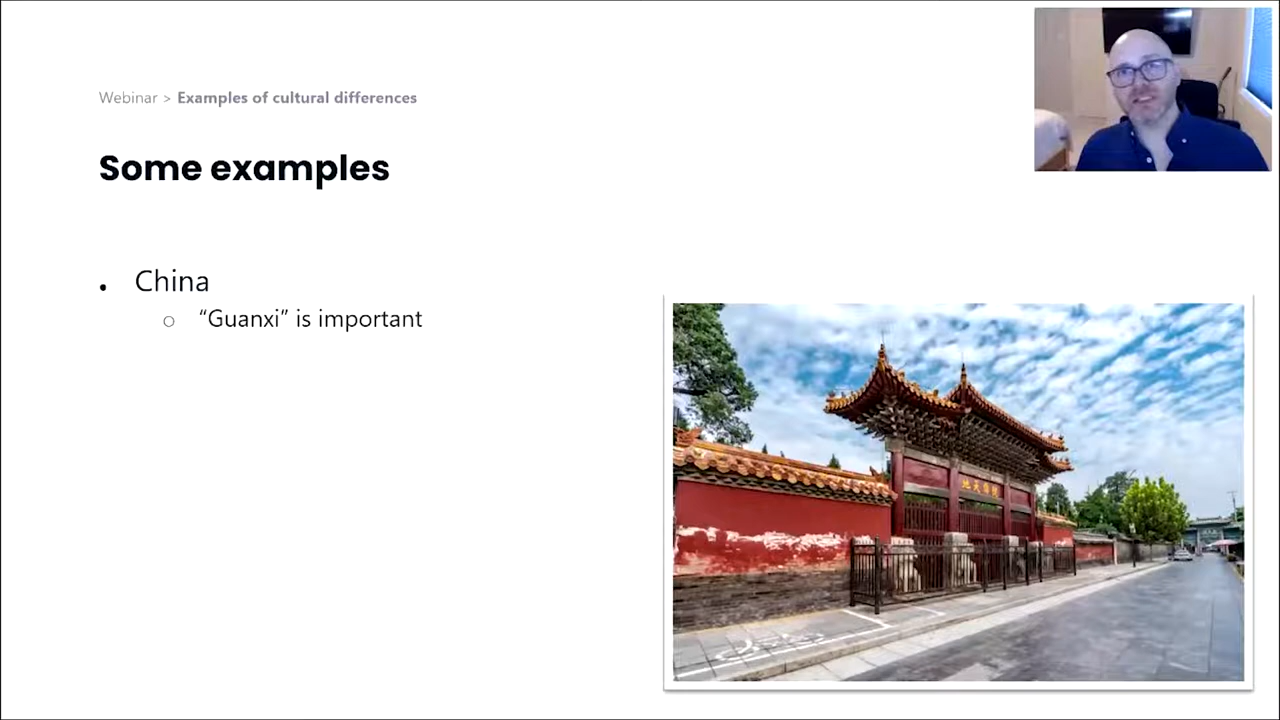 Webinar > Examples of cultural differences
Some examples
• China
○ “Guanxi” is important